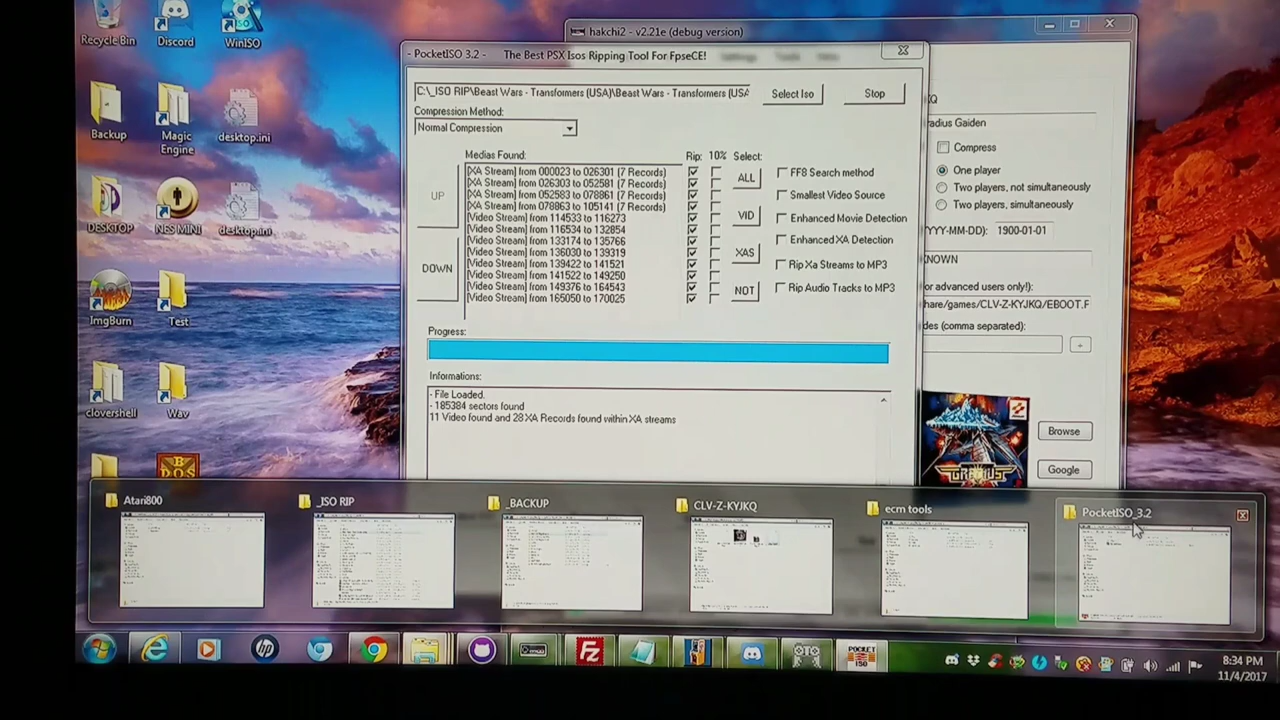 Recycle Bin
Discord
WinISO
Backup
Magic Engine
desktop.ini
DESKTOP
NES MINI
desktop.ini
ImgBurn
Test
clovershell
Wav
hakchi2 - v2.21e (debug version)
- PocketISO 3.2 - The Best PSX Isos Ripping Tool For FpseCE!
C:\_ISO RIP\Beast Wars - Transformers (USA)\Beast Wars - Transformers (USA
Select Iso
Stop
Compression Method:
Normal Compression
Medias Found:
Rip: 10% Select:
[XA Stream] from 000023 to 026301 (7 Records)
[XA Stream] from 026303 to 052581 (7 Records)
[XA Stream] from 052583 to 078861 (7 Records)
[XA Stream] from 078863 to 105141 (7 Records)
[Video Stream] from 114533 to 116273
[Video Stream] from 116534 to 132854
[Video Stream] from 133174 to 135766
[Video Stream] from 136030 to 139319
[Video Stream] from 139422 to 141521
[Video Stream] from 141522 to 149250
[Video Stream] from 149376 to 164543
[Video Stream] from 165050 to 170025
UP
DOWN
ALL
VID
XAS
NOT
FF8 Search method
Smallest Video Source
Enhanced Movie Detection
Enhanced XA Detection
Rip Xa Streams to MP3
Rip Audio Tracks to MP3
Progress:
Informations:
- File Loaded.
- 185384 sectors found
11 Video found and 28 XA Records found within XA streams
KQ
radius Gaiden
Compress
One player
Two players, not simultaneously
Two players, simultaneously
YYY-MM-DD): 1900-01-01
KNOWN
or advanced users only!):
hare/games/CLV-Z-KYJKQ/EBOOT.F
des (comma separated):
+
GRADIUS
Browse
Google
Atari800
_ISO RIP
_BACKUP
CLV-Z-KYJKQ
ecm tools
PocketISO_3.2
POCKET
ISO
8:34 PM
11/4/2017